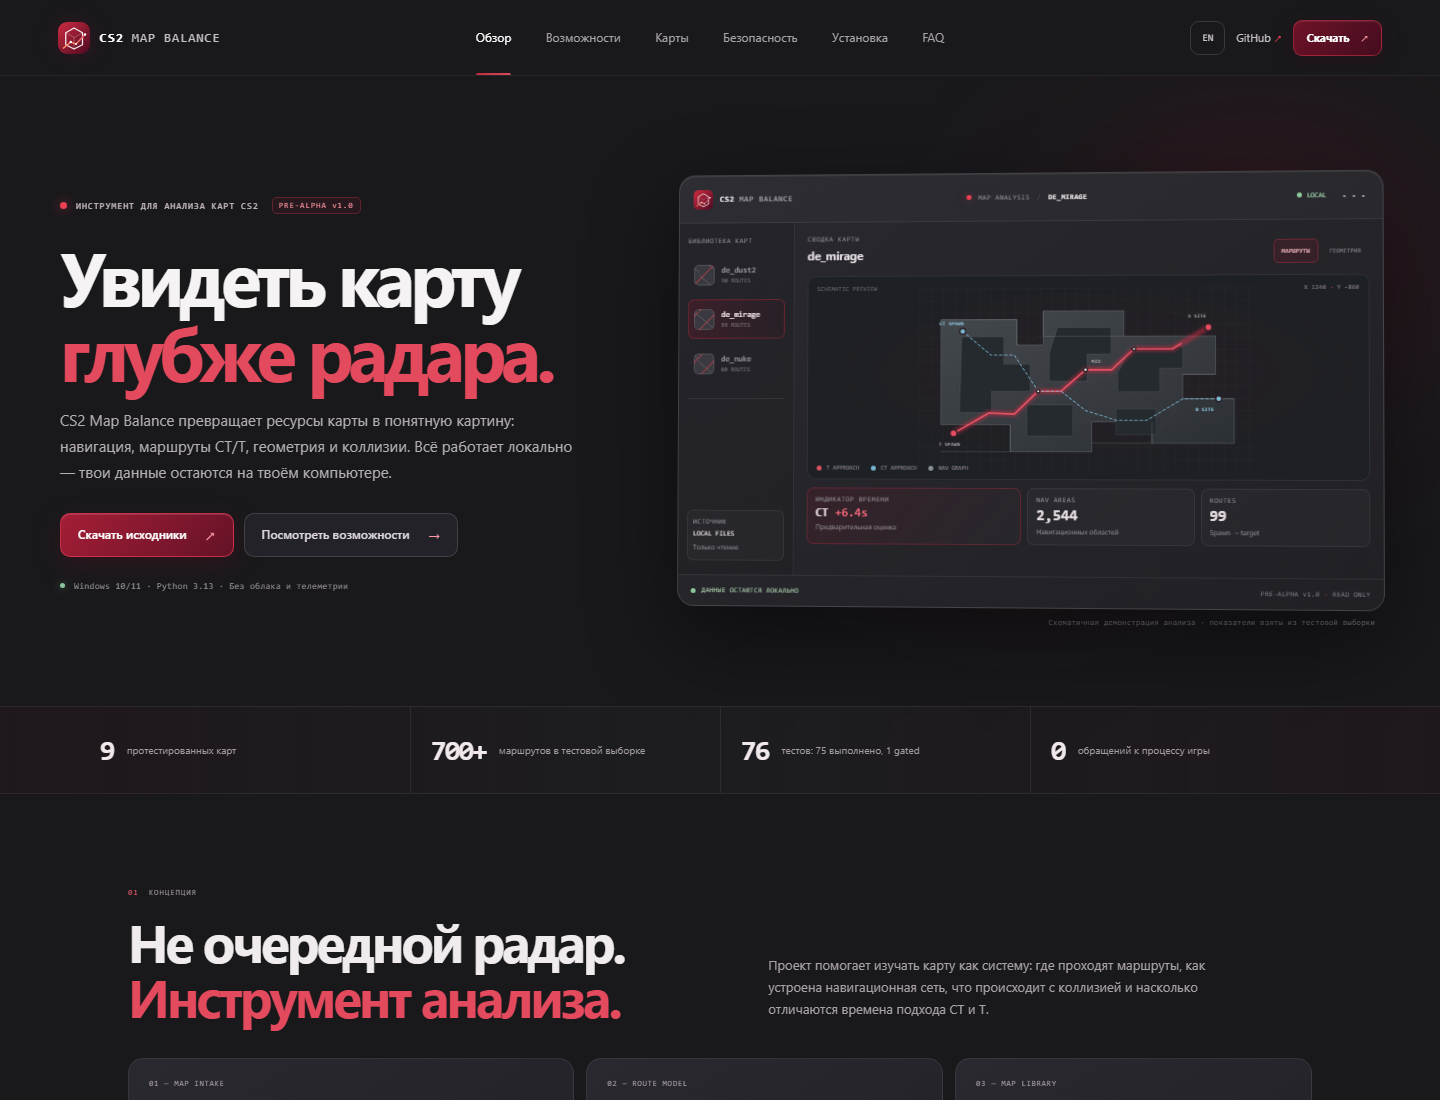 CS2 MAP BALANCE
Обзор
Возможности
Карты
Безопасность
Установка
FAQ
EN
GitHub ↗
Скачать ↗
ИНСТРУМЕНТ ДЛЯ АНАЛИЗА КАРТ CS2
PRE-ALPHA v1.0
Увидеть карту
глубже радара.
CS2 Map Balance превращает ресурсы карты в понятную картину:
навигация, маршруты CT/T, геометрия и коллизии. Всё работает локально
— твои данные остаются на твоём компьютере.
Скачать исходники ↗
Посмотреть возможности →
Windows 10/11 · Python 3.13 · Без облака и телеметрии
CS2 MAP BALANCE
MAP ANALYSIS / DE_MIRAGE
LOCAL
БИБЛИОТЕКА КАРТ
de_dust2
de_mirage
99 ROUTES
de_nuke
ИСТОЧНИК
LOCAL FILES
Только чтение
СВОДКА КАРТЫ
de_mirage
МАРШРУТЫ
ГЕОМЕТРИЯ
SCHEMATIC PREVIEW
X 1240 · Y -860
CT SPAWN
A SITE
MID
B SITE
T SPAWN
T APPROACH
CT APPROACH
NAV GRAPH
ИНДИКАТОР ВРЕМЕНИ
CT +6.4s
Предварительная оценка
NAV AREAS
2,544
Навигационных областей
ROUTES
99
Spawn → target
ДАННЫЕ ОСТАЮТСЯ ЛОКАЛЬНО
PRE-ALPHA v1.0 · READ ONLY
Схематичная демонстрация анализа · показатели взяты из тестовой выборки
9 протестированных карт
700+ маршрутов в тестовой выборке
76 тестов: 75 выполнено, 1 gated
0 обращений к процессу игры
01 КОНЦЕПЦИЯ
Не очередной радар.
Инструмент анализа.
Проект помогает изучать карту как систему: где проходят маршруты, как
устроена навигационная сеть, что происходит с коллизией и насколько
отличаются времена подхода CT и T.
01 — MAP INTAKE
02 — ROUTE MODEL
03 — MAP LIBRARY